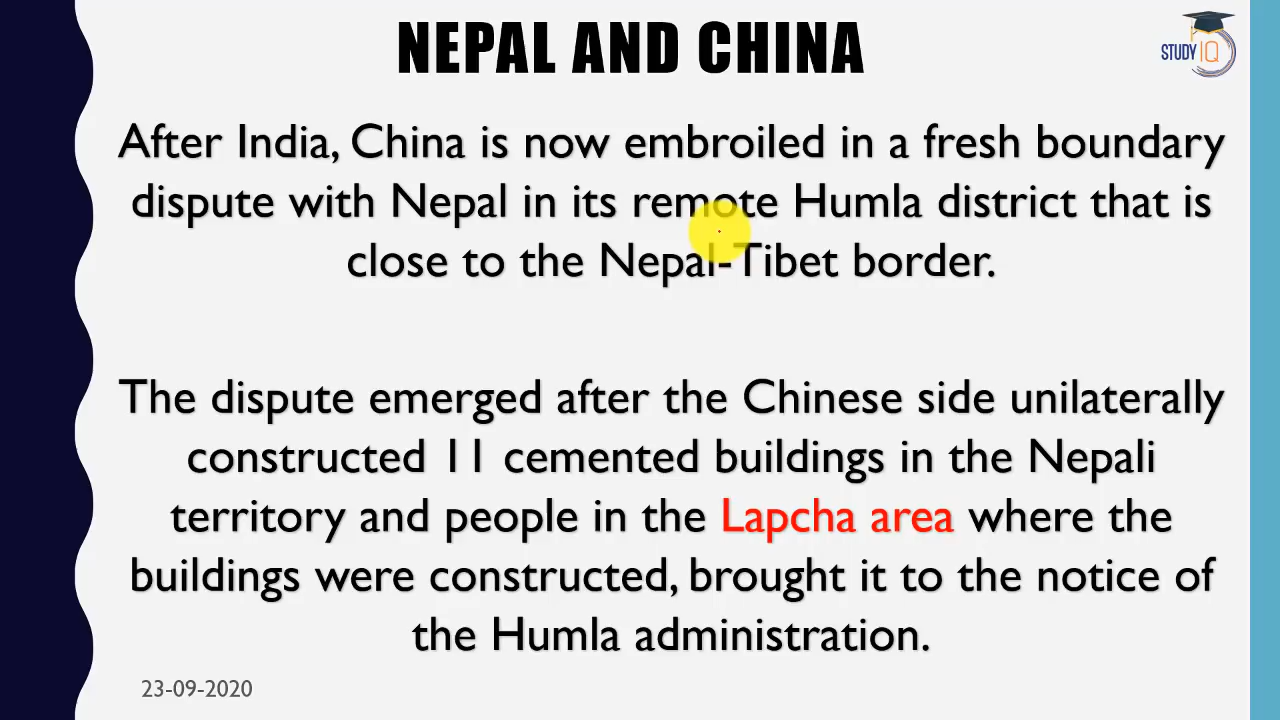 NEPAL AND CHINA
STUDY IQ
After India, China is now embroiled in a fresh boundary
dispute with Nepal in its remote Humla district that is
close to the Nepal-Tibet border.
The dispute emerged after the Chinese side unilaterally
constructed 11 cemented buildings in the Nepali
territory and people in the Lapcha area where the
buildings were constructed, brought it to the notice of
the Humla administration.
23-09-2020